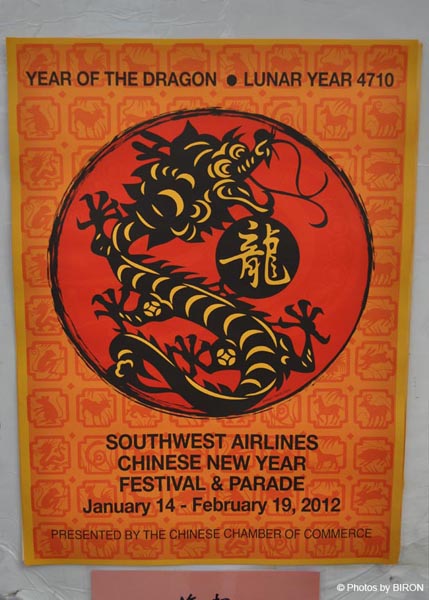 YEAR OF THE DRAGON ● LUNAR YEAR 4710
龍
SOUTHWEST AIRLINES
CHINESE NEW YEAR
FESTIVAL & PARADE
January 14 - February 19, 2012
PRESENTED BY THE CHINESE CHAMBER OF COMMERCE
© Photos by BIRON